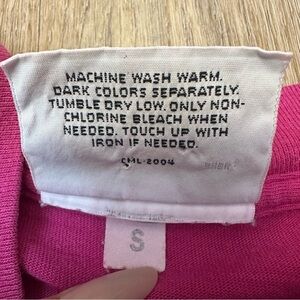 MACHINE WASH WARM.
DARK COLORS SEPARATELY.
TUMBLE DRY LOW. ONLY NON-
CHLORINE BLEACH WHEN
NEEDED. TOUCH UP WITH
IRON IF NEEDED.
CML-2004
S